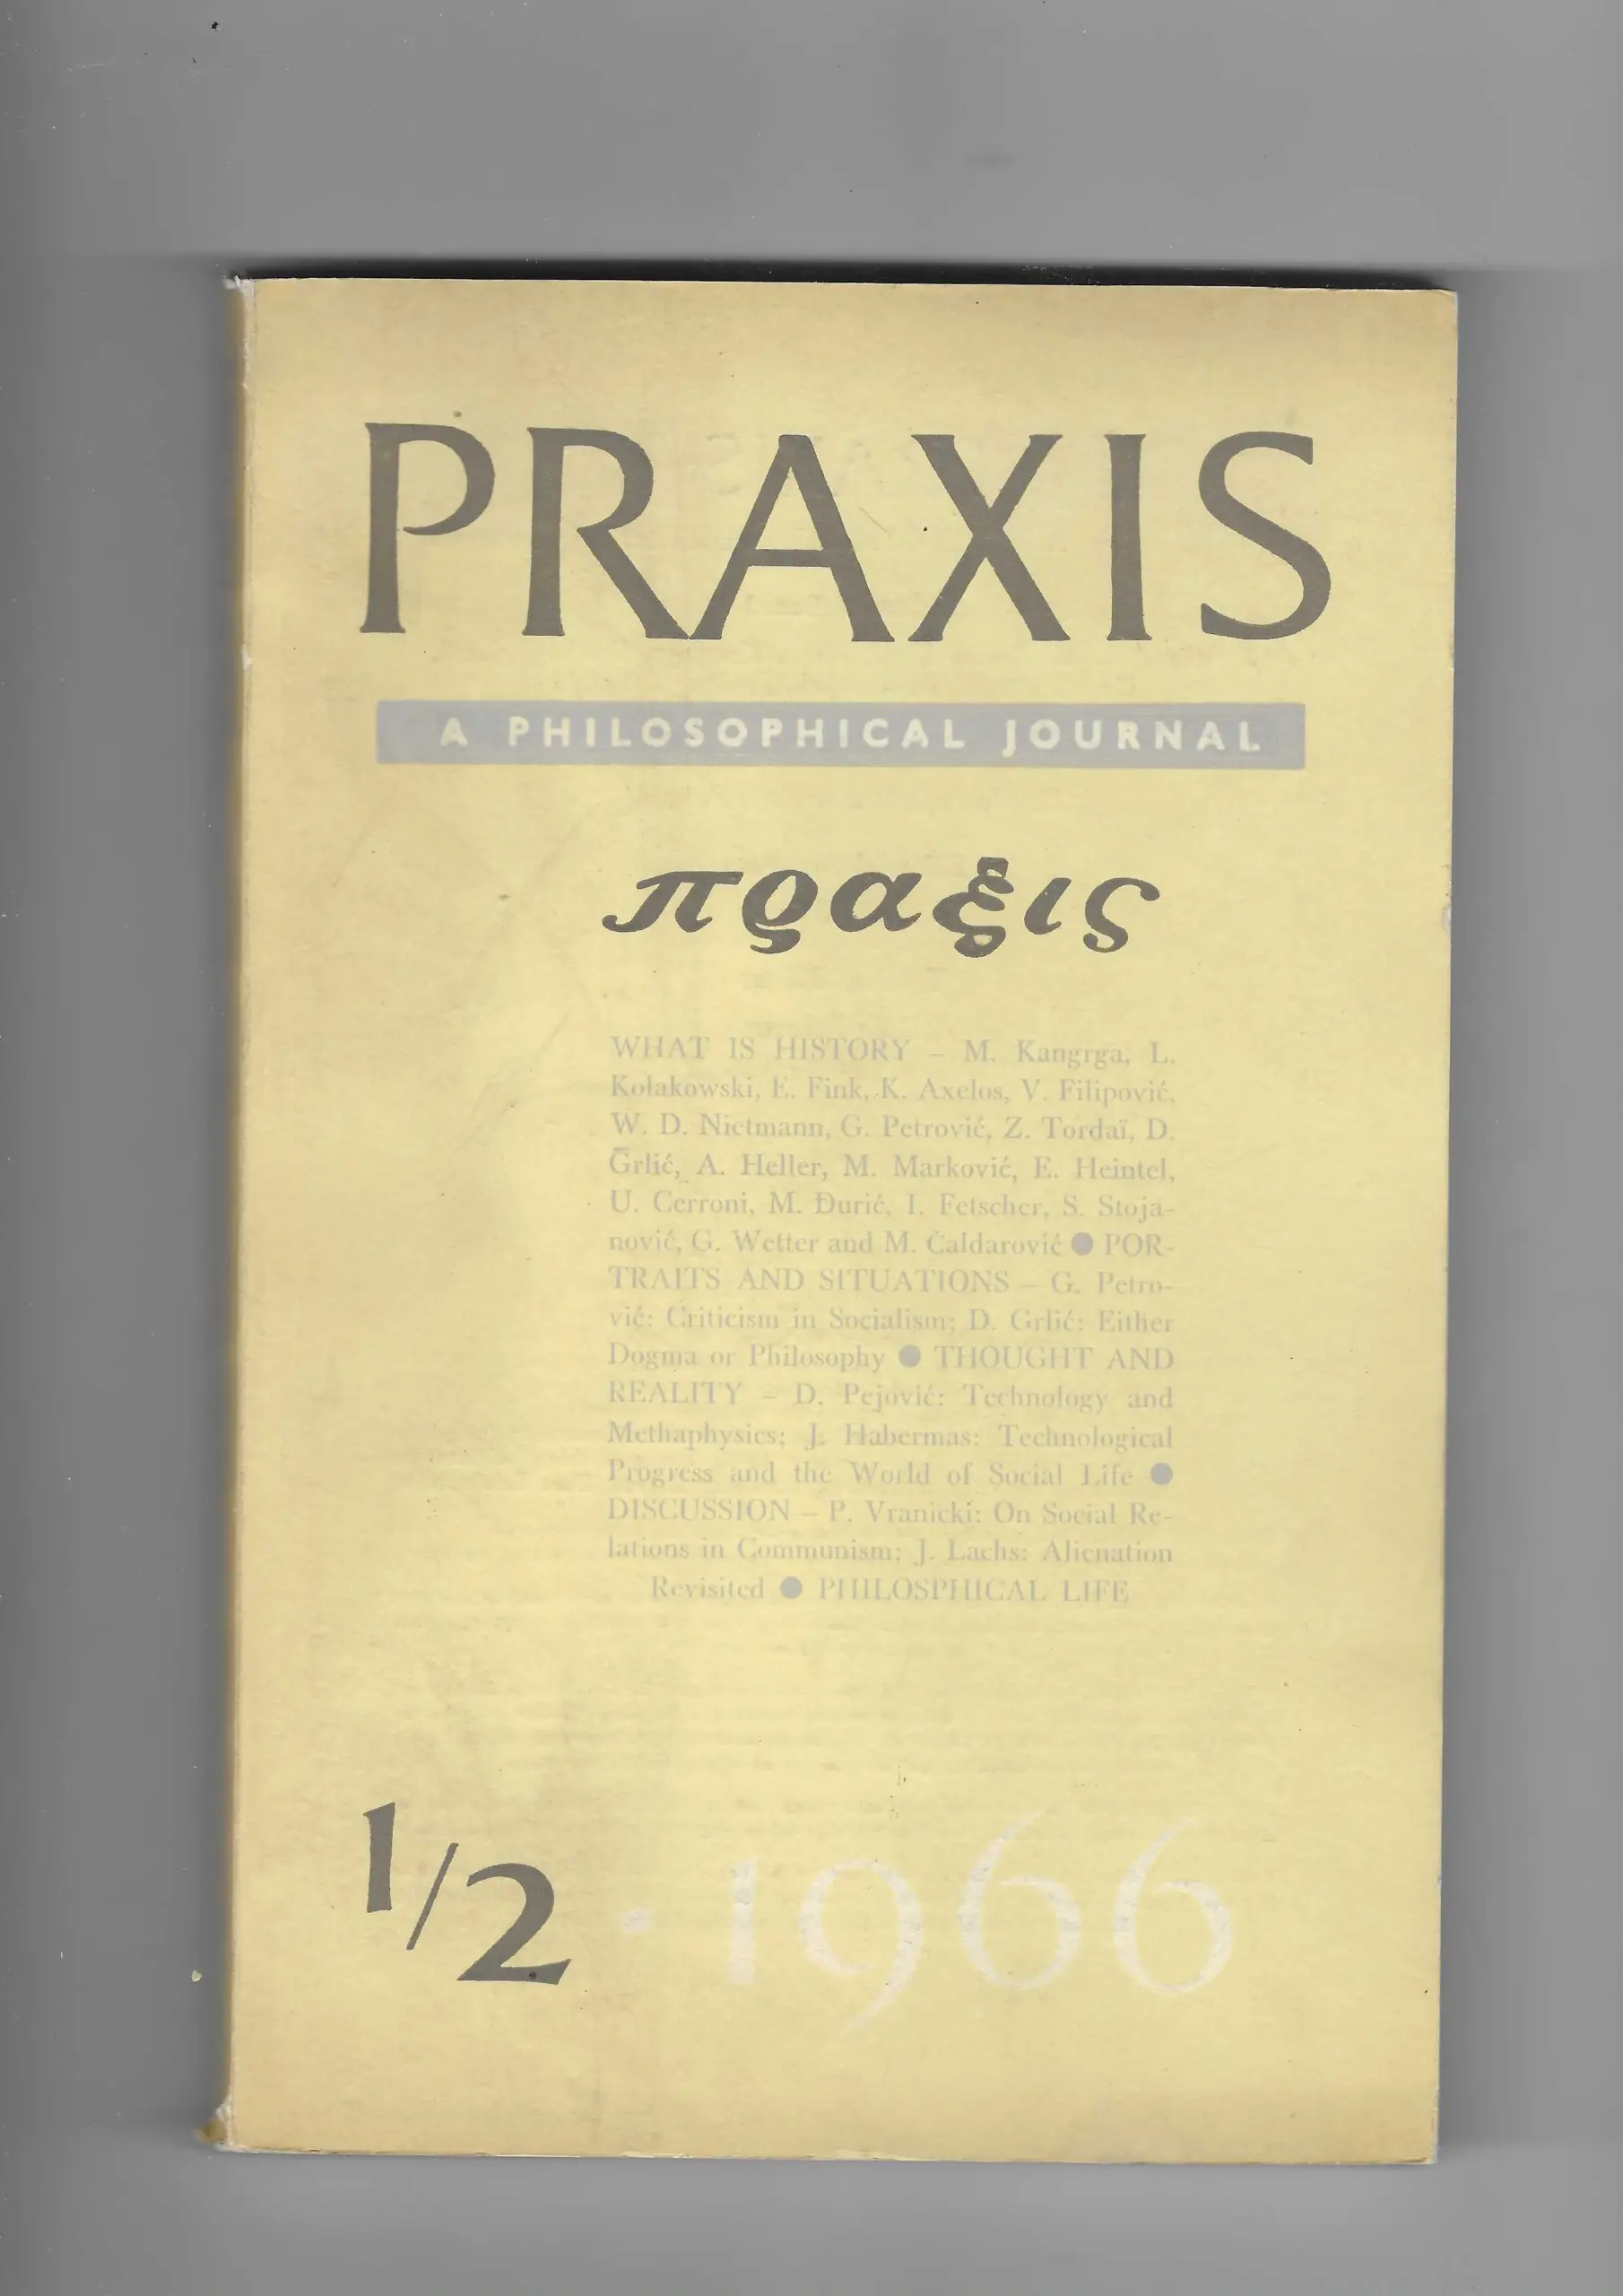 PRAXIS
A PHILOSOPHICAL JOURNAL
πραξις
WHAT IS HISTORY – M. Kangrga, L.
Kołakowski, E. Fink, K. Axelos, V. Filipović,
W. D. Nietmann, G. Petrović, Z. Tordaï, D.
Grlić, A. Heller, M. Marković, E. Heintel,
U. Cerroni, M. Đurić, I. Fetscher, S. Stoja-
nović, G. Wetter and M. Čaldarović ● POR-
TRAITS AND SITUATIONS – G. Petro-
vić: Criticism in Socialism; D. Grlić: Either
Dogma or Philosophy ● THOUGHT AND
REALITY – D. Pejović: Technology and
Methaphysics; J. Habermas: Technological
Progress and the World of Social Life ●
DISCUSSION – P. Vranicki: On Social Re-
lations in Communism; J. Lachs: Alienation
Revisited ● PHILOSPHICAL LIFE
1/2 · 1966